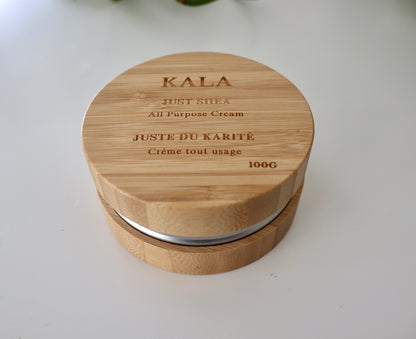 KALA
JUST SHEA
All Purpose Cream
JUSTE DU KARITÉ
Crème tout usage
100G